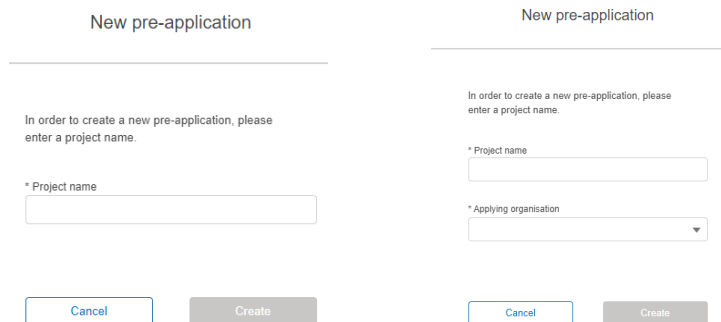 New pre-application
In order to create a new pre-application, please
enter a project name.
* Project name
Cancel
Create
New pre-application
In order to create a new pre-application, please
enter a project name.
* Project name
* Applying organisation
Cancel
Create